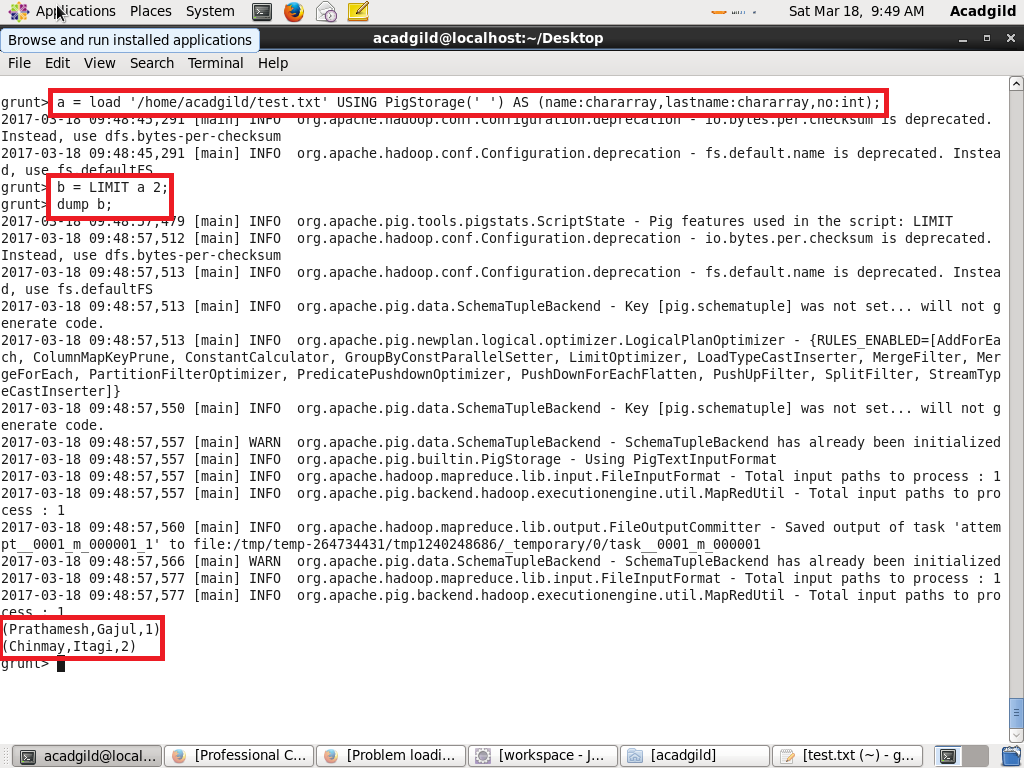 Applications Places System Sat Mar 18, 9:49 AM Acadgild
Browse and run installed applications
acadgild@localhost:~/Desktop
File Edit View Search Terminal Help
grunt> a = load '/home/acadgild/test.txt' USING PigStorage(' ') AS (name:chararray,lastname:chararray,no:int);
2017-03-18 09:48:45,291 [main] INFO  org.apache.hadoop.conf.Configuration.deprecation - io.bytes.per.checksum is deprecated.
Instead, use dfs.bytes-per-checksum
2017-03-18 09:48:45,291 [main] INFO  org.apache.hadoop.conf.Configuration.deprecation - fs.default.name is deprecated. Instea
d, use fs.defaultFS
grunt> b = LIMIT a 2;
grunt> dump b;
2017-03-18 09:48:57,479 [main] INFO  org.apache.pig.tools.pigstats.ScriptState - Pig features used in the script: LIMIT
2017-03-18 09:48:57,512 [main] INFO  org.apache.hadoop.conf.Configuration.deprecation - io.bytes.per.checksum is deprecated.
Instead, use dfs.bytes-per-checksum
2017-03-18 09:48:57,513 [main] INFO  org.apache.hadoop.conf.Configuration.deprecation - fs.default.name is deprecated. Instea
d, use fs.defaultFS
2017-03-18 09:48:57,513 [main] INFO  org.apache.pig.data.SchemaTupleBackend - Key [pig.schematuple] was not set... will not g
enerate code.
2017-03-18 09:48:57,513 [main] INFO  org.apache.pig.newplan.logical.optimizer.LogicalPlanOptimizer - {RULES_ENABLED=[AddForEa
ch, ColumnMapKeyPrune, ConstantCalculator, GroupByConstParallelSetter, LimitOptimizer, LoadTypeCastInserter, MergeFilter, Mer
geForEach, PartitionFilterOptimizer, PredicatePushdownOptimizer, PushDownForEachFlatten, PushUpFilter, SplitFilter, StreamTyp
eCastInserter]}
2017-03-18 09:48:57,550 [main] INFO  org.apache.pig.data.SchemaTupleBackend - Key [pig.schematuple] was not set... will not g
enerate code.
2017-03-18 09:48:57,557 [main] WARN  org.apache.pig.data.SchemaTupleBackend - SchemaTupleBackend has already been initialized
2017-03-18 09:48:57,557 [main] INFO  org.apache.pig.builtin.PigStorage - Using PigTextInputFormat
2017-03-18 09:48:57,557 [main] INFO  org.apache.hadoop.mapreduce.lib.input.FileInputFormat - Total input paths to process : 1
2017-03-18 09:48:57,557 [main] INFO  org.apache.pig.backend.hadoop.executionengine.util.MapRedUtil - Total input paths to pro
cess : 1
2017-03-18 09:48:57,560 [main] INFO  org.apache.hadoop.mapreduce.lib.output.FileOutputCommitter - Saved output of task 'attem
pt__0001_m_000001_1' to file:/tmp/temp-264734431/tmp1240248686/_temporary/0/task__0001_m_000001
2017-03-18 09:48:57,566 [main] WARN  org.apache.pig.data.SchemaTupleBackend - SchemaTupleBackend has already been initialized
2017-03-18 09:48:57,577 [main] INFO  org.apache.hadoop.mapreduce.lib.input.FileInputFormat - Total input paths to process : 1
2017-03-18 09:48:57,577 [main] INFO  org.apache.pig.backend.hadoop.executionengine.util.MapRedUtil - Total input paths to pro
cess : 1
(Prathamesh,Gajul,1)
(Chinmay,Itagi,2)
grunt>
acadgild@local... [Professional C... [Problem loadi... [workspace - J... [acadgild] [test.txt (~) - g...